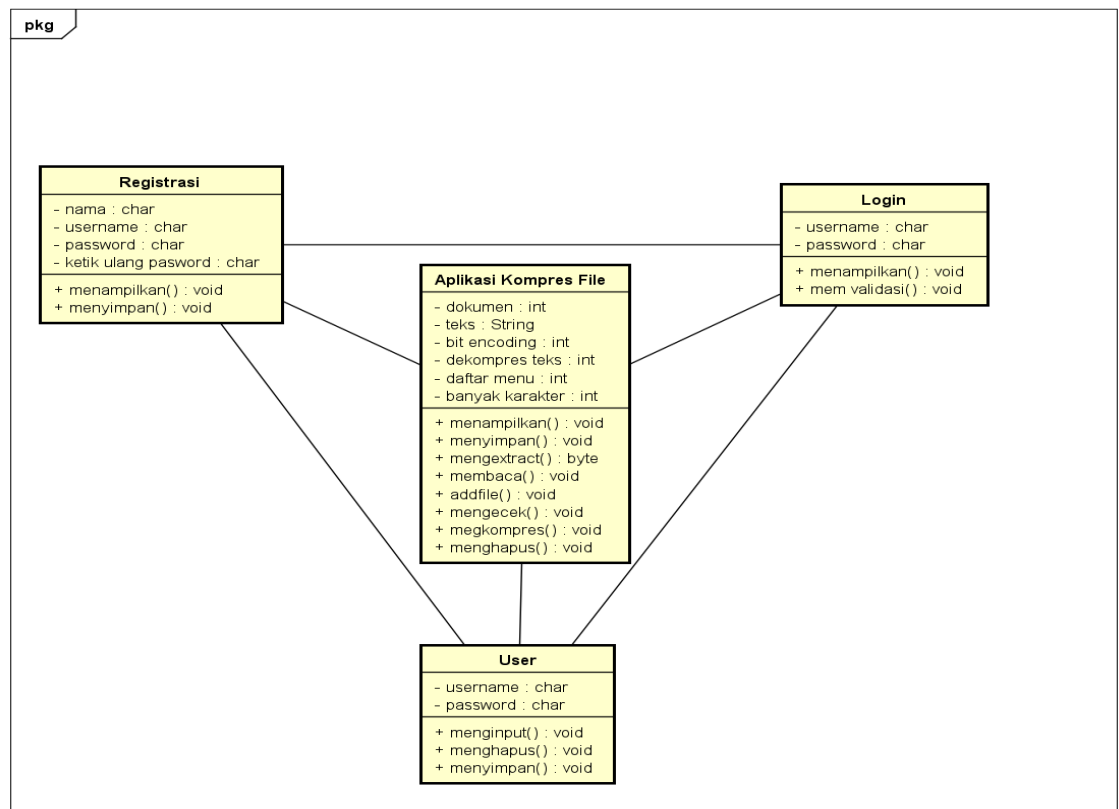 pkg
Registrasi
- nama : char
- username : char
- password : char
- ketik ulang pasword : char
+ menampilkan() : void
+ menyimpan() : void
Login
- username : char
- password : char
+ menampilkan() : void
+ mem validasi() : void
Aplikasi Kompres File
- dokumen : int
- teks : String
- bit encoding : int
- dekompres teks : int
- daftar menu : int
- banyak karakter : int
+ menampilkan() : void
+ menyimpan() : void
+ mengextract() : byte
+ membaca() : void
+ addfile() : void
+ mengecek() : void
+ megkompres() : void
+ menghapus() : void
User
- username : char
- password : char
+ menginput() : void
+ menghapus() : void
+ menyimpan() : void